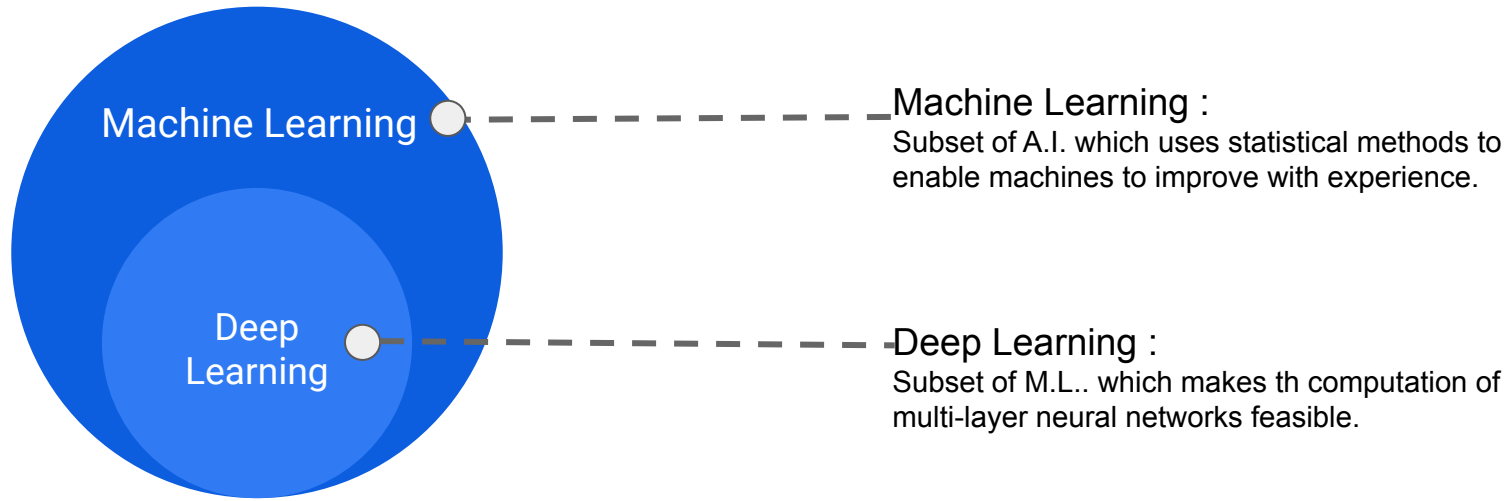 Machine Learning
Deep
Learning
Machine Learning :
Subset of A.I. which uses statistical methods to
enable machines to improve with experience.
Deep Learning :
Subset of M.L.. which makes th computation of
multi-layer neural networks feasible.